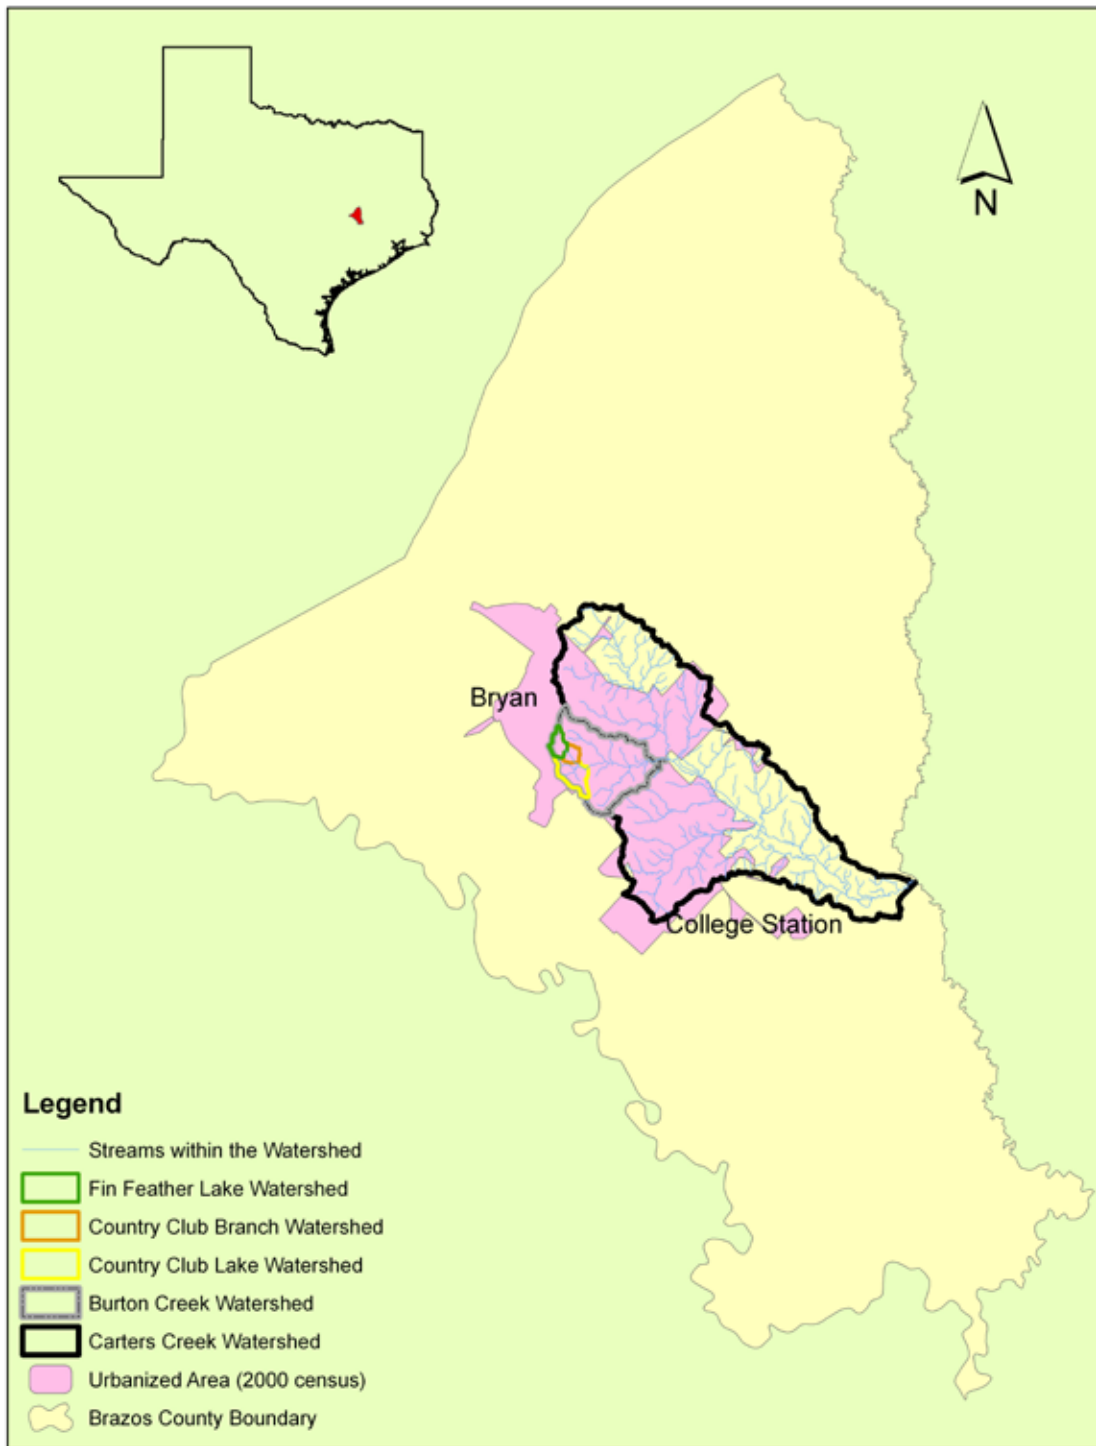 N
Bryan
College Station
Legend
Streams within the Watershed
Fin Feather Lake Watershed
Country Club Branch Watershed
Country Club Lake Watershed
Burton Creek Watershed
Carters Creek Watershed
Urbanized Area (2000 census)
Brazos County Boundary